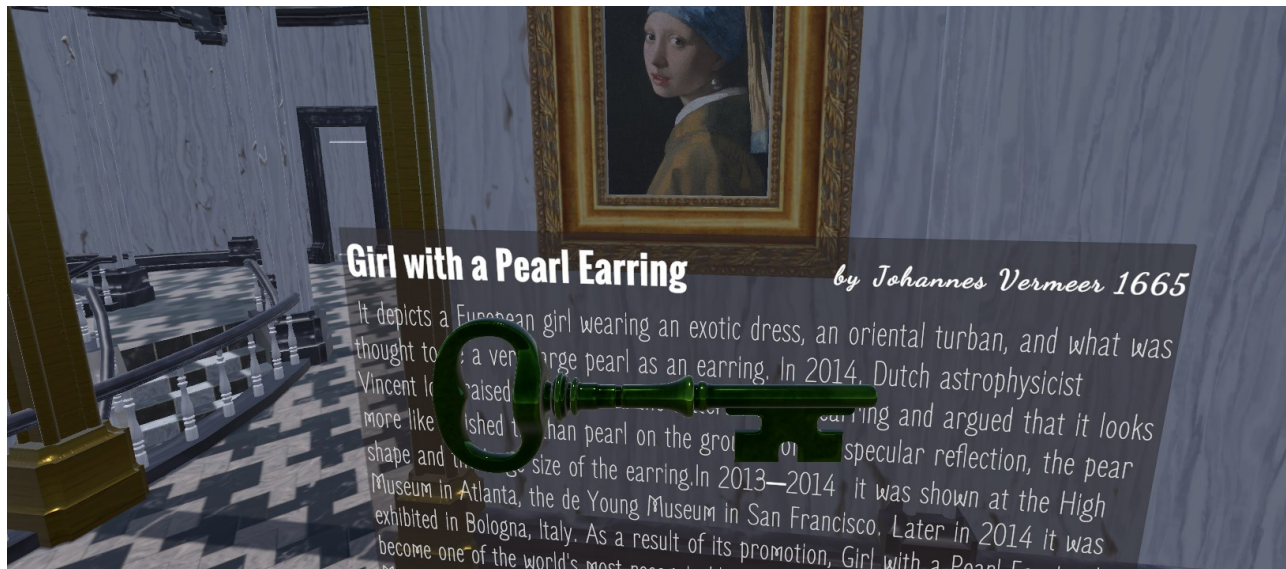 Girl with a Pearl Earring
by Johannes Vermeer 1665
It depicts a European girl wearing an exotic dress, an oriental turban, and what was
thought to be a very large pearl as an earring. In 2014, Dutch astrophysicist
Vincent raised earring and argued that it looks
more like polished than pearl on the grounds of specular reflection, the pear
shape and the large size of the earring.In 2013—2014 it was shown at the High
Museum in Atlanta, the de Young Museum in San Francisco. Later in 2014 it was
exhibited in Bologna, Italy. As a result of its promotion, Girl with a Pearl
become one of the world's most